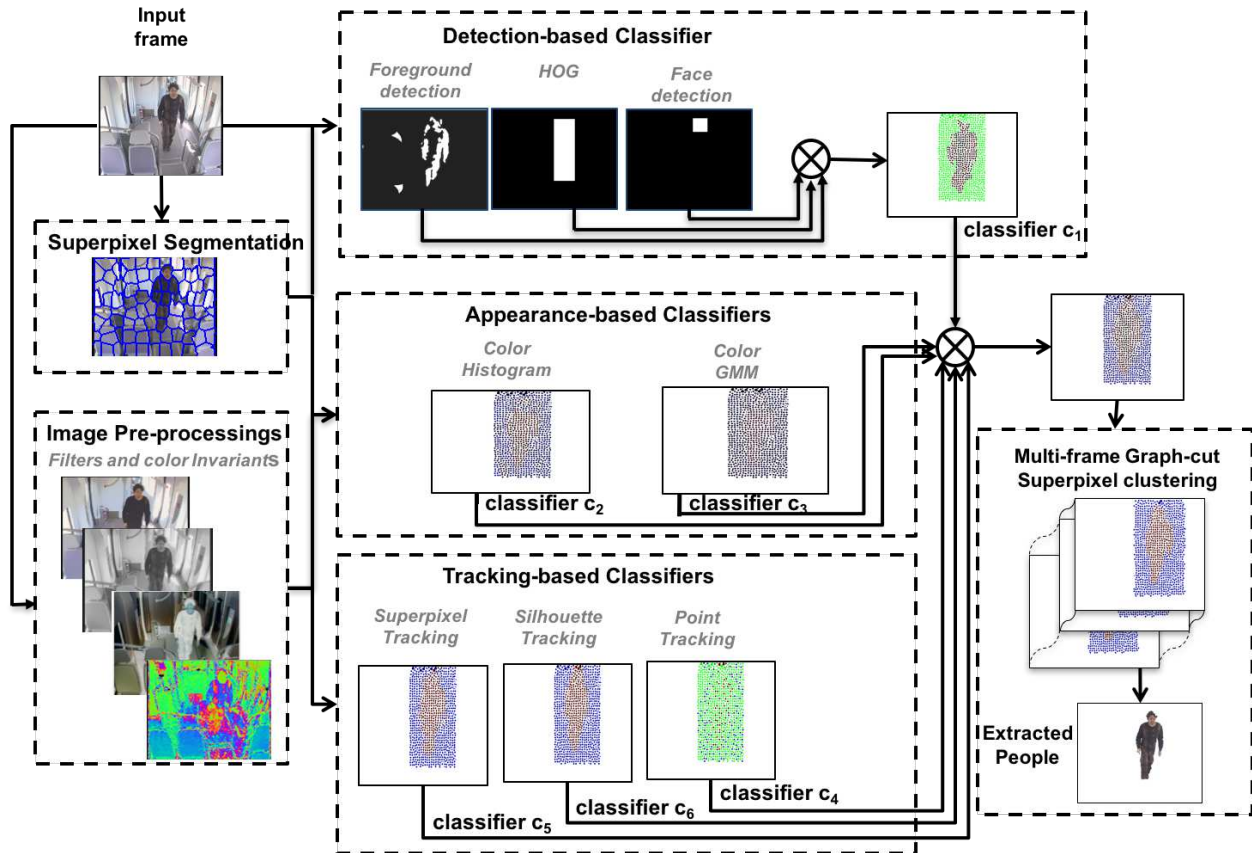 Input
frame
Detection-based Classifier
Foreground
detection
HOG
Face
detection
classifier c1
Superpixel Segmentation
Appearance-based Classifiers
Color
Histogram
Color
GMM
classifier c2
classifier c3
Image Pre-processings
Filters and color Invariants
Tracking-based Classifiers
Superpixel
Tracking
Silhouette
Tracking
Point
Tracking
classifier c4
classifier c6
classifier c5
Multi-frame Graph-cut
Superpixel clustering
Extracted
People